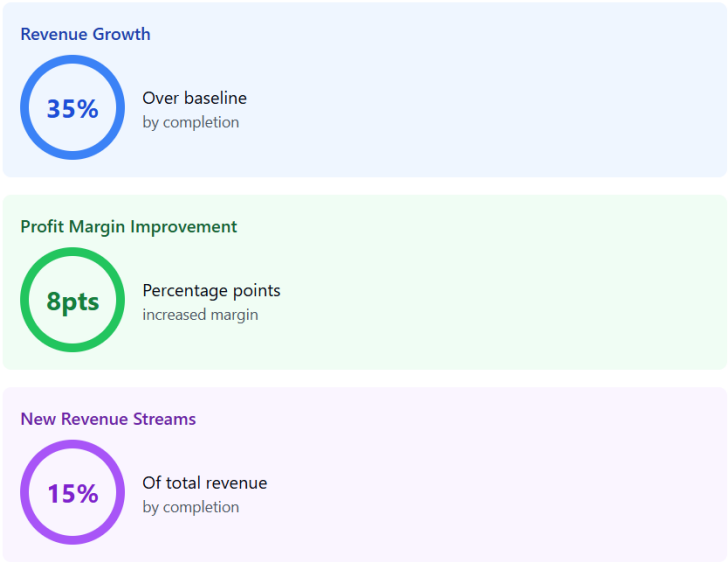 Revenue Growth
35%
Over baseline
by completion
Profit Margin Improvement
8pts
Percentage points
increased margin
New Revenue Streams
15%
Of total revenue
by completion